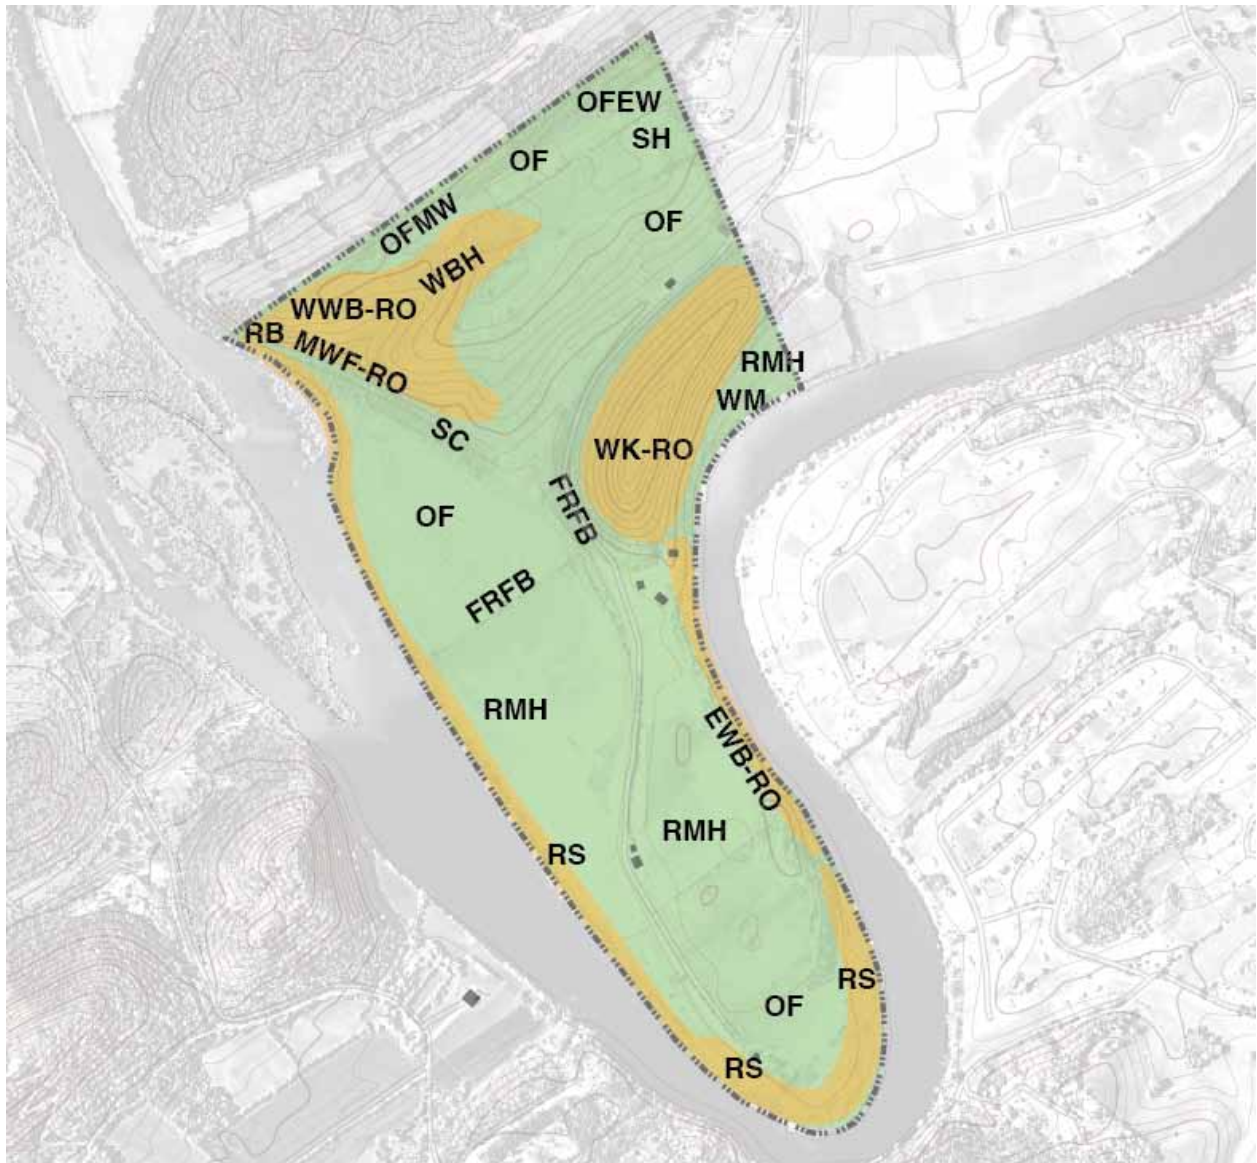 OFEW
SH
OF
OFMW
OF
WBH
WWB-RO
RB
MWF-RO
RMH
WM
SC
WK-RO
OF
FRFB
FRFB
RMH
EWB-RO
RMH
RS
RS
OF
RS